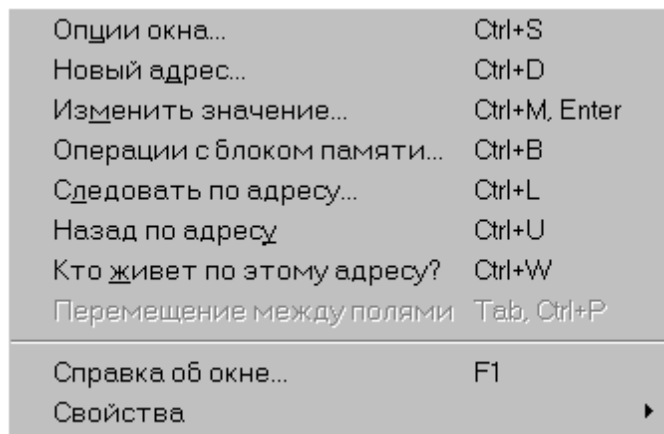 Опции окна... Ctrl+S
Новый адрес... Ctrl+D
Изменить значение... Ctrl+M, Enter
Операции с блоком памяти... Ctrl+B
Следовать по адресу... Ctrl+L
Назад по адресу Ctrl+U
Кто живет по этому адресу? Ctrl+W
Перемещение между полями Tab, Ctrl+P
Справка об окне... F1
Свойства